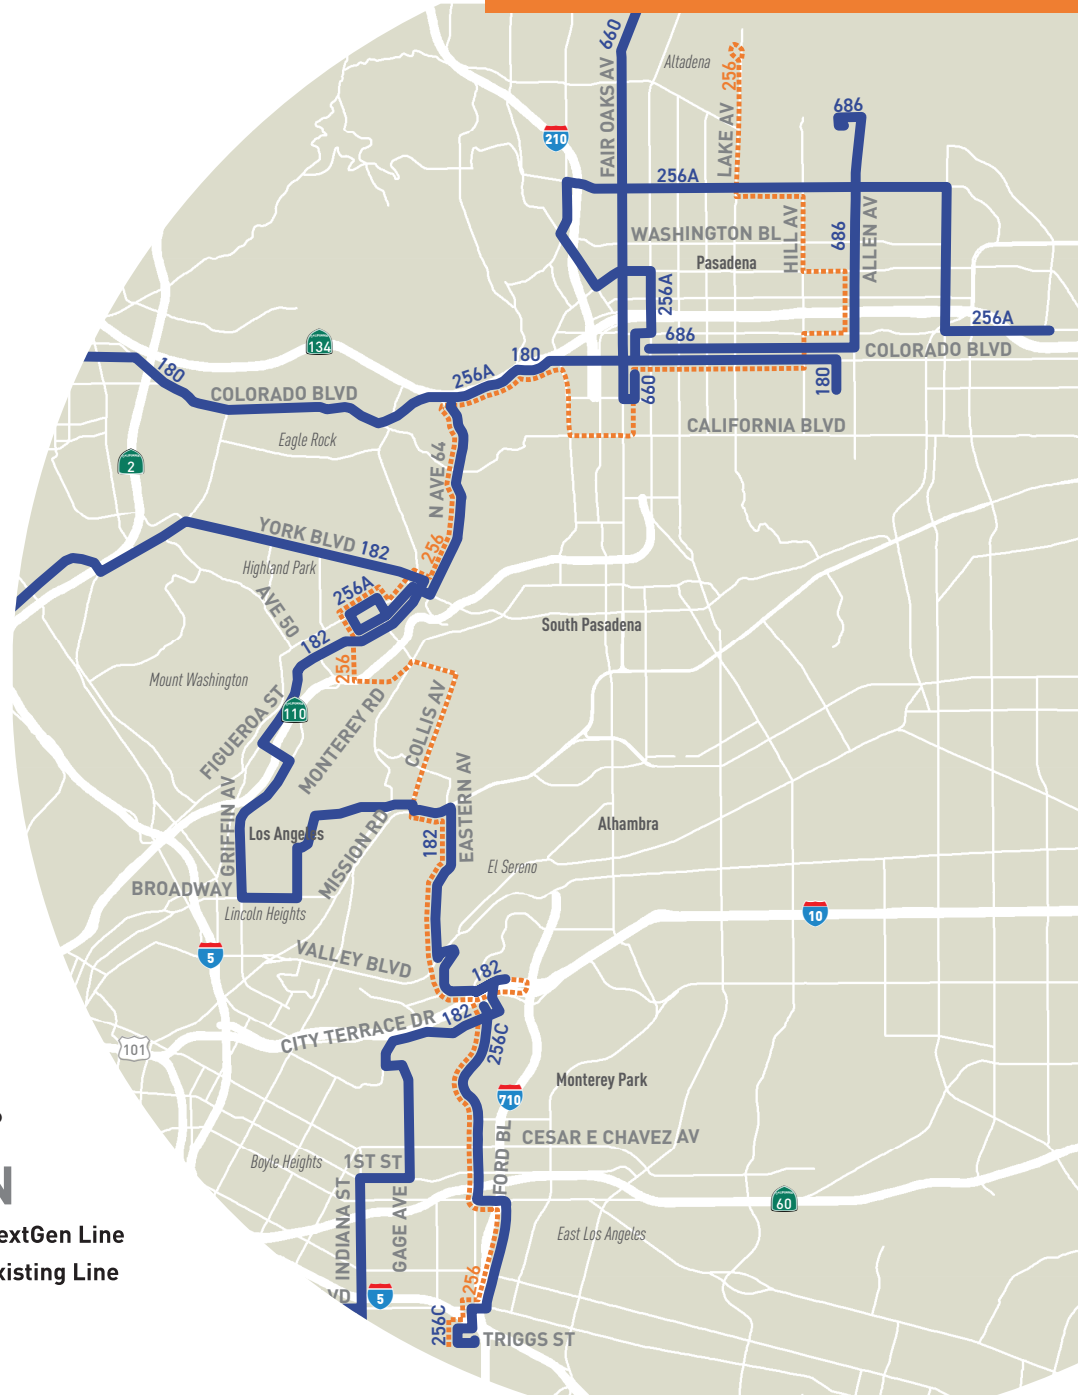 660
FAIR OAKS AV
Altadena
256
LAKE AV
686
210
256A
WASHINGTON BL
HILL AV
686
ALLEN AV
Pasadena
256A
256A
686
COLORADO BLVD
134
180
256A
180
COLORADO BLVD
660
180
CALIFORNIA BLVD
Eagle Rock
2
N AVE 64
YORK BLVD
182
256
Highland Park
256A
AVE 50
182
256
South Pasadena
Mount Washington
FIGUEROA ST
110
MONTEREY RD
COLLIS AV
GRIFFIN AV
EASTERN AV
Los Angeles
MISSION RD
182
Alhambra
El Sereno
BROADWAY
Lincoln Heights
10
5
VALLEY BLVD
182
CITY TERRACE DR
182
256C
101
Monterey Park
710
CESAR E CHAVEZ AV
FORD BL
Boyle Heights
1ST ST
N
INDIANA ST
GAGE AVE
60
extGen Line
East Los Angeles
xisting Line
256
VD
5
256C
TRIGGS ST